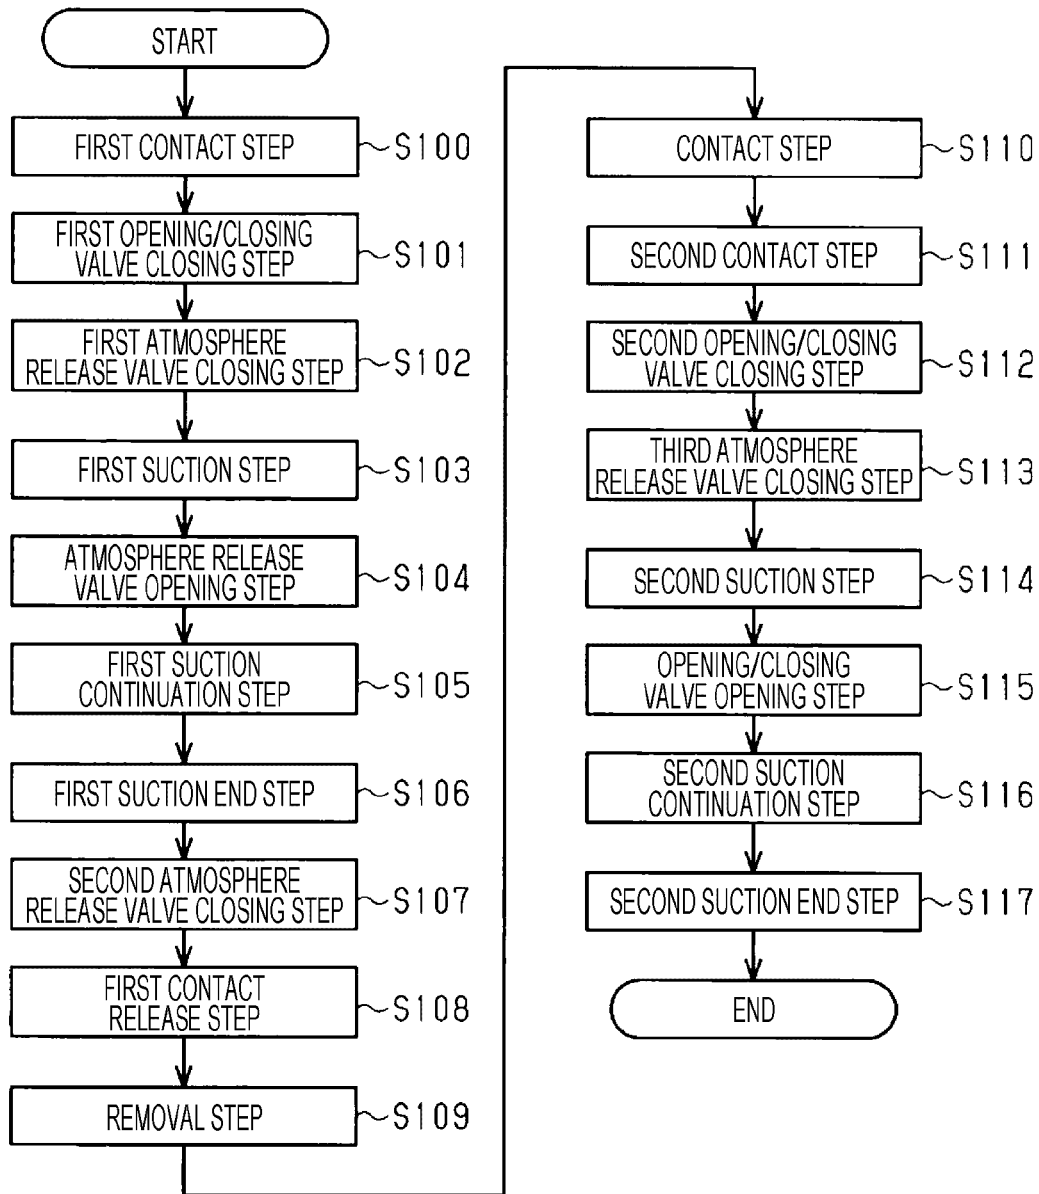 START
FIRST CONTACT STEP
S100
FIRST OPENING/CLOSING
VALVE CLOSING STEP
S101
FIRST ATMOSPHERE
RELEASE VALVE CLOSING STEP
S102
FIRST SUCTION STEP
S103
ATMOSPHERE RELEASE
VALVE OPENING STEP
S104
FIRST SUCTION
CONTINUATION STEP
S105
FIRST SUCTION END STEP
S106
SECOND ATMOSPHERE
RELEASE VALVE CLOSING STEP
S107
FIRST CONTACT
RELEASE STEP
S108
REMOVAL STEP
S109
CONTACT STEP
S110
SECOND CONTACT STEP
S111
SECOND OPENING/CLOSING
VALVE CLOSING STEP
S112
THIRD ATMOSPHERE
RELEASE VALVE CLOSING STEP
S113
SECOND SUCTION STEP
S114
OPENING/CLOSING
VALVE OPENING STEP
S115
SECOND SUCTION
CONTINUATION STEP
S116
SECOND SUCTION END STEP
S117
END